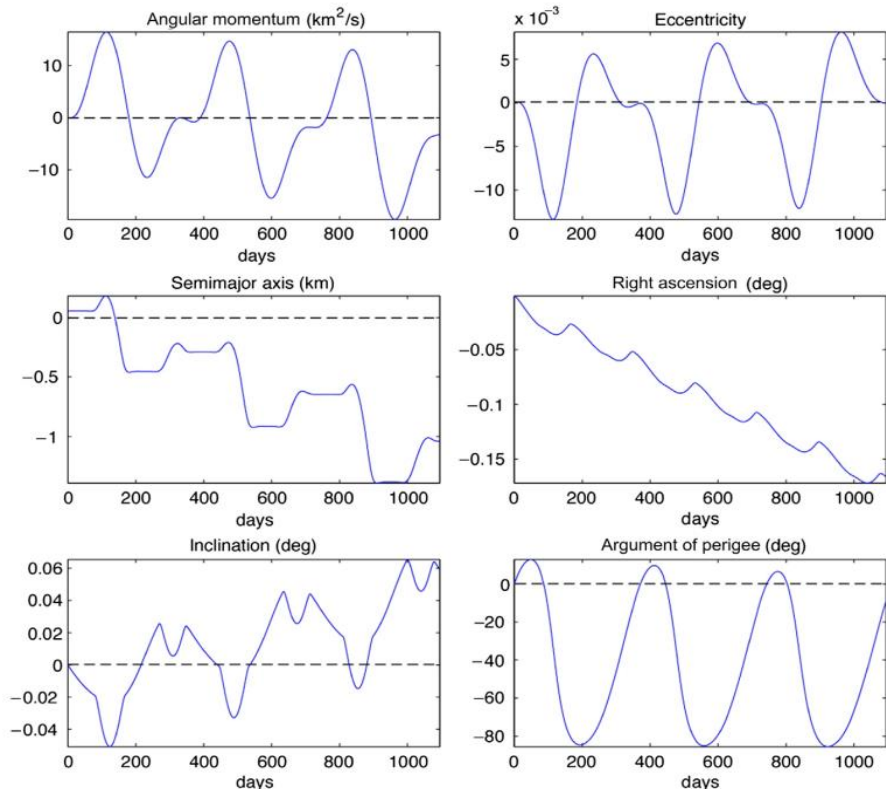 Angular momentum (km²/s)
10
0
−10
0 200 400 600 800 1000
days
x 10⁻³ Eccentricity
5
0
−5
−10
0 200 400 600 800 1000
days
Semimajor axis (km)
0
−0.5
−1
0 200 400 600 800 1000
days
Right ascension (deg)
−0.05
−0.1
−0.15
0 200 400 600 800 1000
days
Inclination (deg)
0.06
0.04
0.02
0
−0.02
−0.04
0 200 400 600 800 1000
days
Argument of perigee (deg)
0
−20
−40
−60
−80
0 200 400 600 800 1000
days